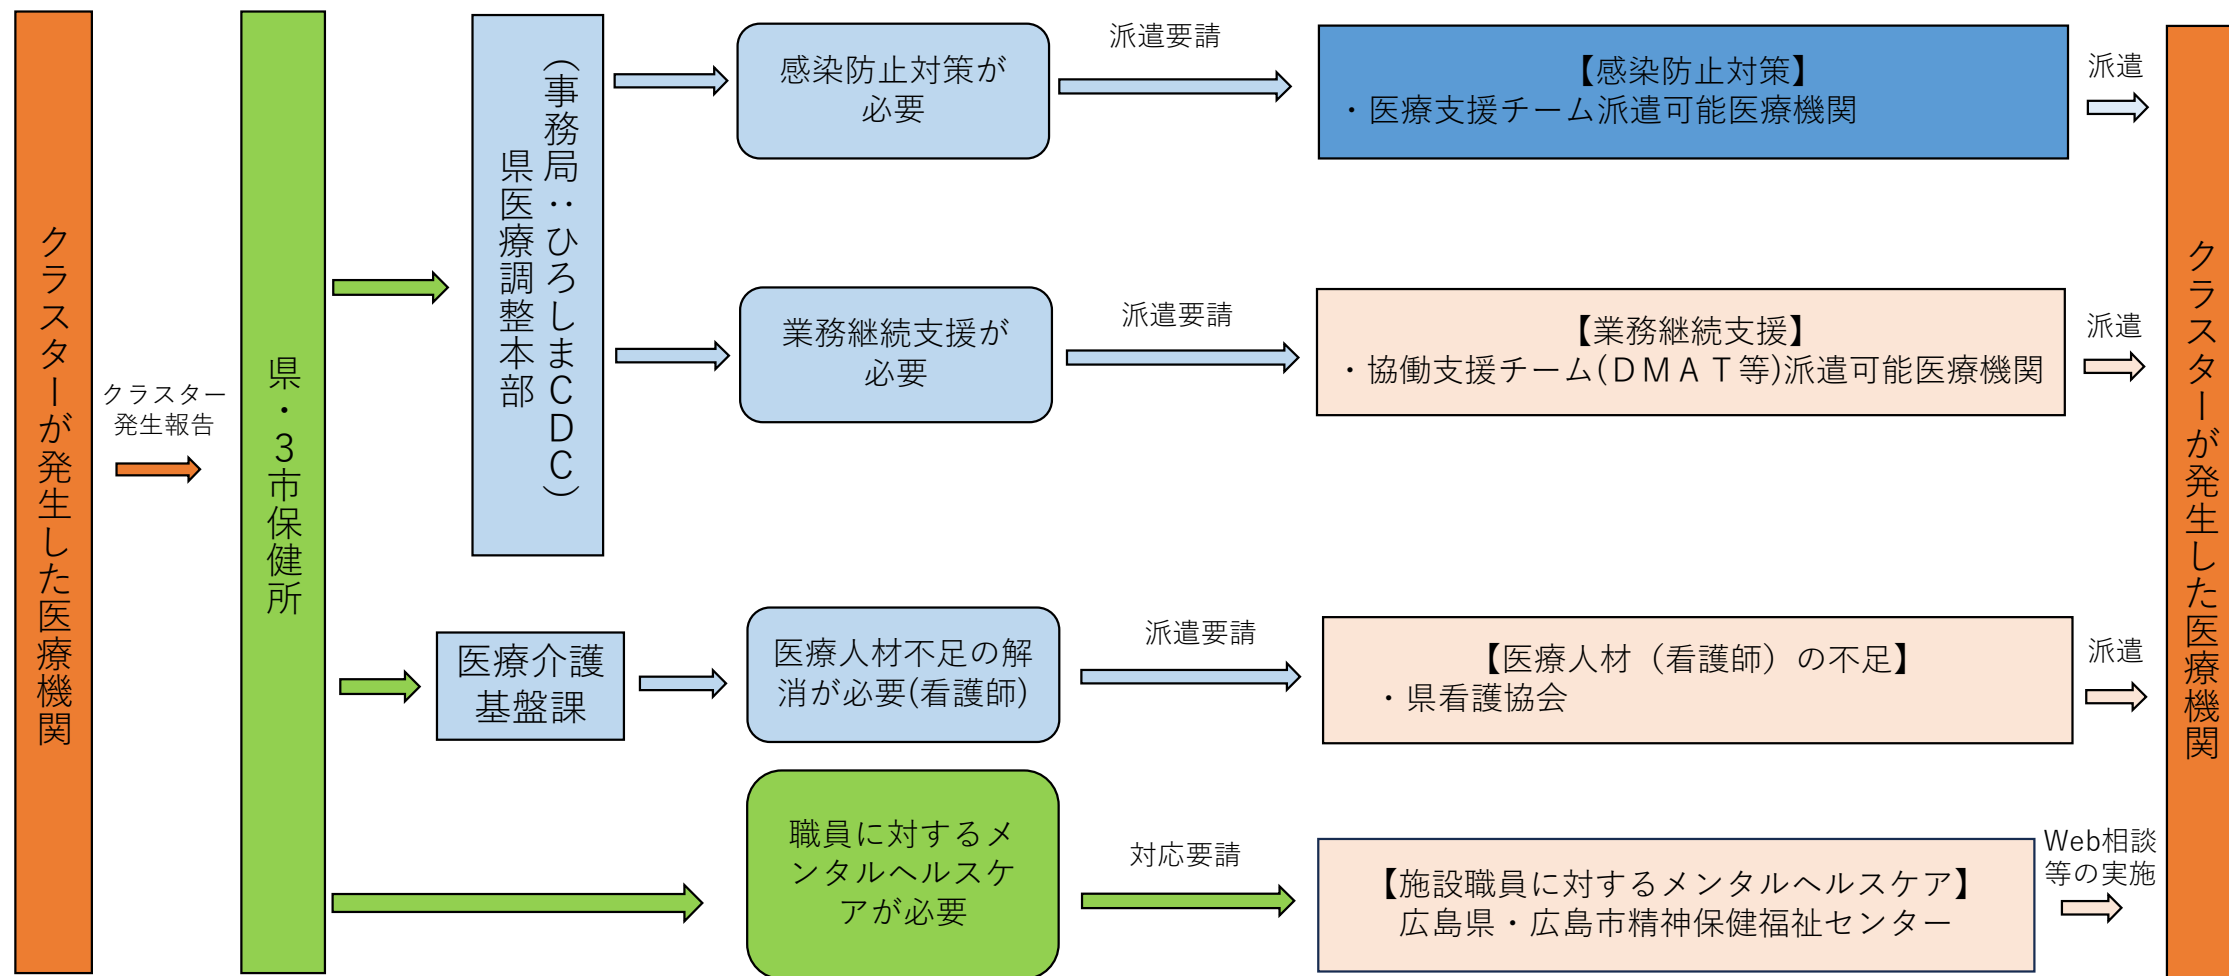 クラスターが発生した医療機関
クラスター
発生報告
県・3市保健所
県医療調整本部
(事務局：ひろしまCDC)
感染防止対策が
必要
派遣要請
【感染防止対策】
・医療支援チーム派遣可能医療機関
派遣
業務継続支援が
必要
派遣要請
【業務継続支援】
・協働支援チーム(DMAT等)派遣可能医療機関
派遣
医療介護
基盤課
医療人材不足の解
消が必要(看護師)
派遣要請
【医療人材（看護師）の不足】
・県看護協会
派遣
職員に対するメ
ンタルヘルスケ
アが必要
対応要請
【施設職員に対するメンタルヘルスケア】
広島県・広島市精神保健福祉センター
Web相談
等の実施
クラスターが発生した医療機関